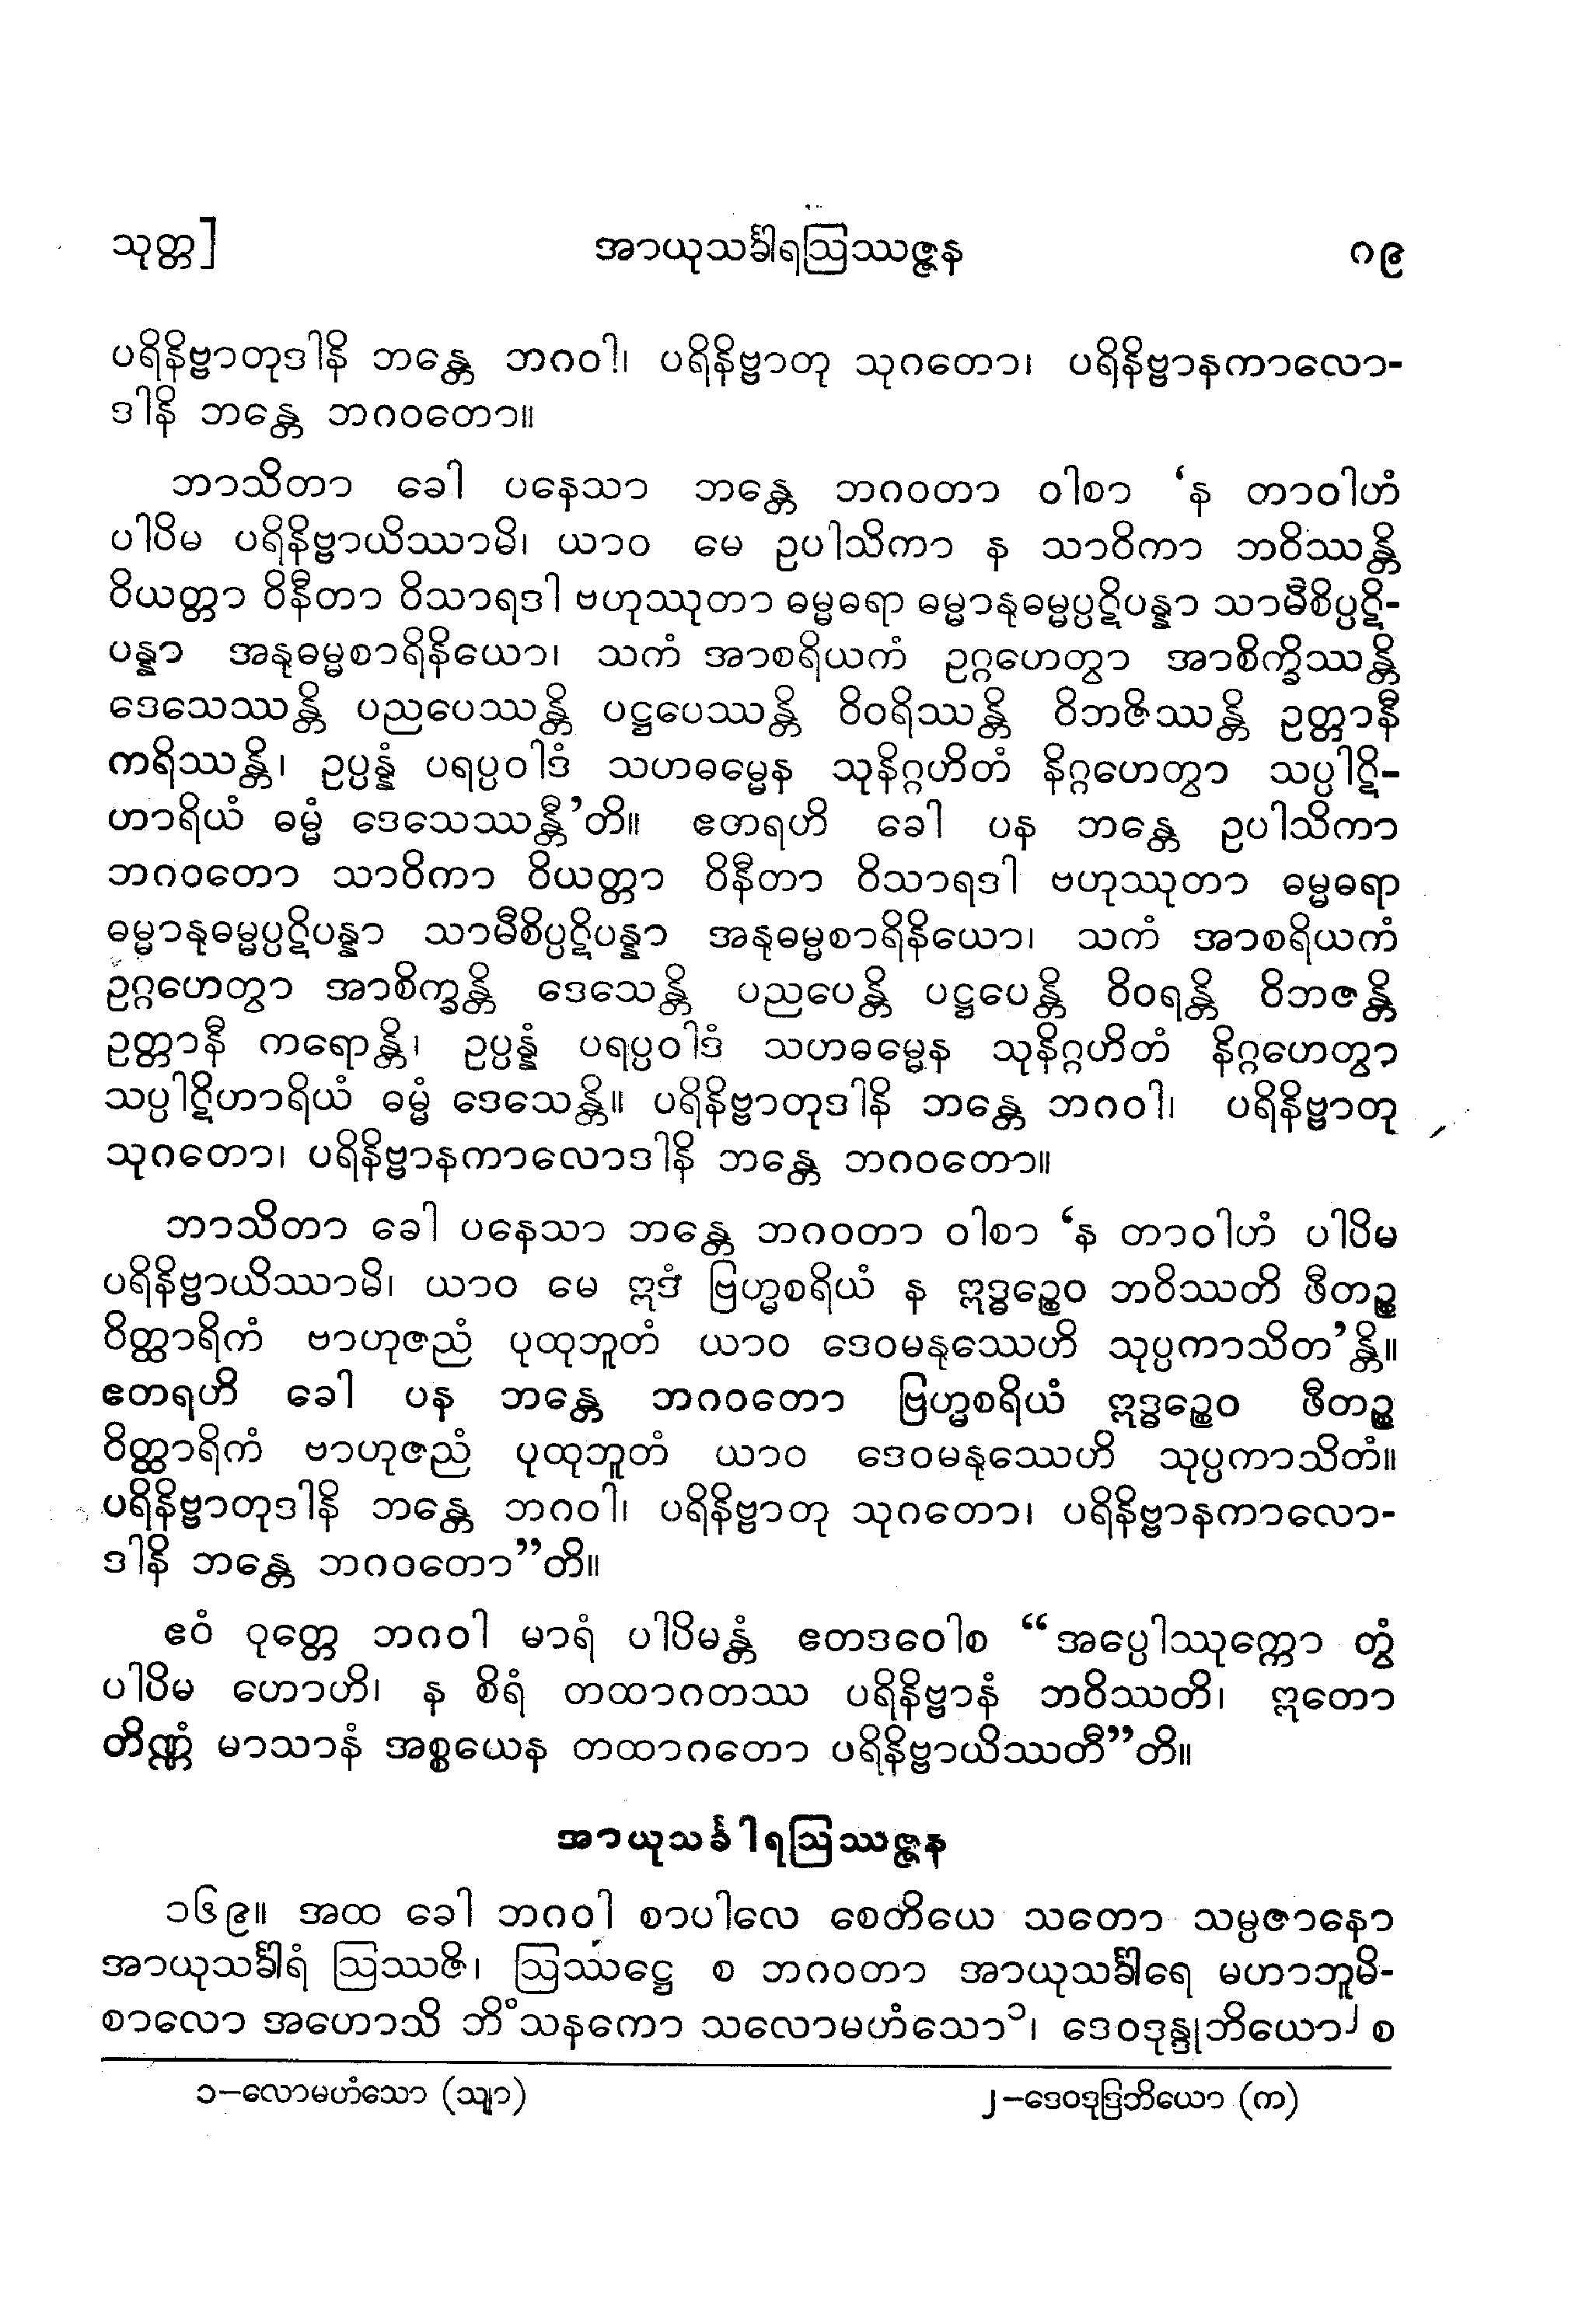 သုတ္တ] အာယုသင်္ခါရဩဿဇ္ဇန ၈၉
ပရိနိဗ္ဗာတုဒါနိ ဘန္တေ ဘဂဝါ၊ ပရိနိဗ္ဗာတု သုဂတော၊ ပရိနိဗ္ဗာနကာလော-
ဒါနိ ဘန္တေ ဘဂဝတော။
ဘာသိတာ ခေါ ပနေသာ ဘန္တေ ဘဂဝတာ ဝါစာ ‘န တာဝါဟံ
ပါပိမ ပရိနိဗ္ဗာယိဿာမိ၊ ယာဝ မေ ဥပါသိကာ န သာဝိကာ ဘဝိဿန္တိ
ဝိယတ္တာ ဝိနီတာ ဝိသာရဒါ ဗဟုဿုတာ ဓမ္မဓရာ ဓမ္မာနုဓမ္မပ္ပဋိပန္နာ သာမီစိပ္ပဋိ-
ပန္နာ အနုဓမ္မစာရိနိယော၊ သကံ အာစရိယကံ ဥဂ္ဂဟေတွာ အာစိက္ခိဿန္တိ
ဒေသေဿန္တိ ပညပေဿန္တိ ပဋ္ဌပေဿန္တိ ဝိဝရိဿန္တိ ဝိဘဇိဿန္တိ ဥတ္တာနီ
ကရိဿန္တိ၊ ဥပ္ပန္နံ ပရပ္ပဝါဒံ သဟဓမ္မေန သုနိဂ္ဂဟိတံ နိဂ္ဂဟေတွာ သပ္ပါဋိ-
ဟာရိယံ ဓမ္မံ ဒေသေဿန္တီ’တိ။ ဧတရဟိ ခေါ ပန ဘန္တေ ဥပါသိကာ
ဘဂဝတော သာဝိကာ ဝိယတ္တာ ဝိနီတာ ဝိသာရဒါ ဗဟုဿုတာ ဓမ္မဓရာ
ဓမ္မာနုဓမ္မပ္ပဋိပန္နာ သာမီစိပ္ပဋိပန္နာ အနုဓမ္မစာရိနိယော၊ သကံ အာစရိယကံ
ဥဂ္ဂဟေတွာ အာစိက္ခန္တိ ဒေသေန္တိ ပညပေန္တိ ပဋ္ဌပေန္တိ ဝိဝရန္တိ ဝိဘဇန္တိ
ဥတ္တာနီ ကရောန္တိ၊ ဥပ္ပန္နံ ပရပ္ပဝါဒံ သဟဓမ္မေန သုနိဂ္ဂဟိတံ နိဂ္ဂဟေတွာ
သပ္ပါဋိဟာရိယံ ဓမ္မံ ဒေသေန္တိ။ ပရိနိဗ္ဗာတုဒါနိ ဘန္တေ ဘဂဝါ၊ ပရိနိဗ္ဗာတု
သုဂတော၊ ပရိနိဗ္ဗာနကာလောဒါနိ ဘန္တေ ဘဂဝတော။
ဘာသိတာ ခေါ ပနေသာ ဘန္တေ ဘဂဝတာ ဝါစာ ‘န တာဝါဟံ ပါပိမ
ပရိနိဗ္ဗာယိဿာမိ၊ ယာဝ မေ ဣဒံ ဗြဟ္မစရိယံ န ဣဒ္ဓဉ္စေဝ ဘဝိဿတိ ဖီတဉ္စ
ဝိတ္ထာရိကံ ဗာဟုဇညံ ပုထုဘူတံ ယာဝ ဒေဝမနုဿေဟိ သုပ္ပကာသိတ’န္တိ။
ဧတရဟိ ခေါ ပန ဘန္တေ ဘဂဝတော ဗြဟ္မစရိယံ ဣဒ္ဓဉ္စေဝ ဖီတဉ္စ
ဝိတ္ထာရိကံ ဗာဟုဇညံ ပုထုဘူတံ ယာဝ ဒေဝမနုဿေဟိ သုပ္ပကာသိတံ။
ပရိနိဗ္ဗာတုဒါနိ ဘန္တေ ဘဂဝါ၊ ပရိနိဗ္ဗာတု သုဂတော၊ ပရိနိဗ္ဗာနကာလော-
ဒါနိ ဘန္တေ ဘဂဝတော”တိ။
ဧဝံ ဝုတ္တေ ဘဂဝါ မာရံ ပါပိမန္တံ ဧတဒဝေါစ “အပ္ပေါဿုက္ကော တွံ
ပါပိမ ဟောဟိ၊ န စိရံ တထာဂတဿ ပရိနိဗ္ဗာနံ ဘဝိဿတိ၊ ဣတော
တိဏ္ဏံ မာသာနံ အစ္စယေန တထာဂတော ပရိနိဗ္ဗာယိဿတီ”တိ။
အာယုသင်္ခါရဩဿဇ္ဇန
၁၆၉။ အထ ခေါ ဘဂဝါ စာပါလေ စေတိယေ သတော သမ္ပဇာနော
အာယုသင်္ခါရံ ဩဿဇိ၊ ဩဿဋ္ဌေ စ ဘဂဝတာ အာယုသင်္ခါရေ မဟာဘူမိ-
စာလော အဟောသိ ဘိံသနကော သလောမဟံသော၁၊ ဒေဝဒုန္ဒုဘိယော၂ စ
၁–လောမဟံသော (သျာ) ၂–ဒေဝဒုဒြဘိယော (က)